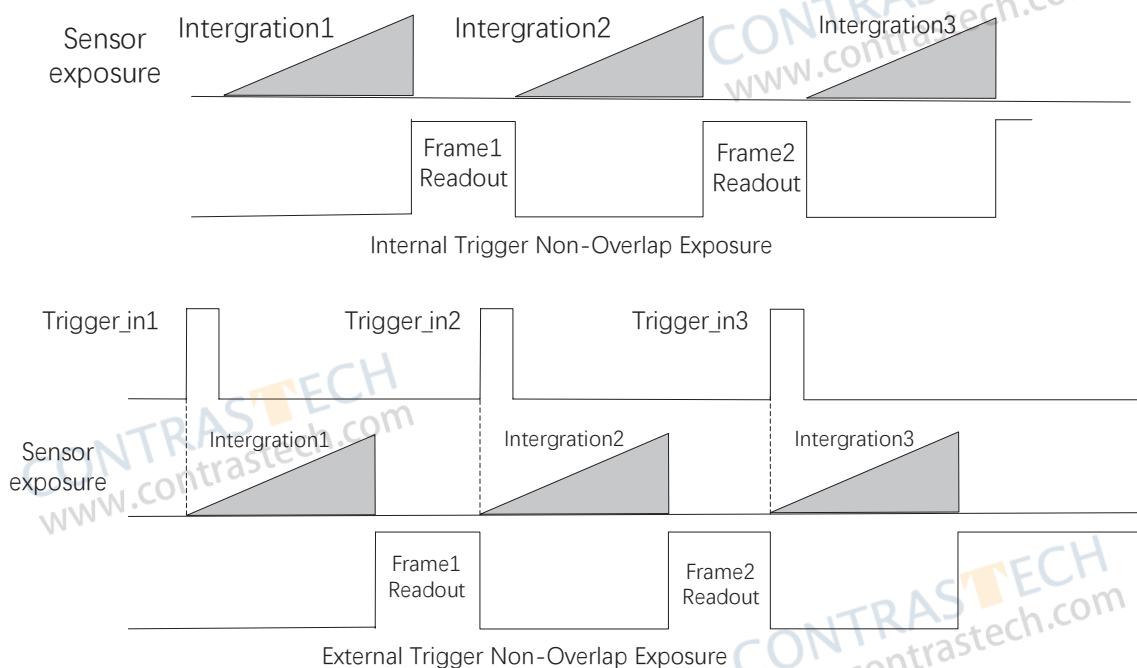 Sensor
exposure
Intergration1
Intergration2
Intergration3
CONTRASTECH
www.contrastech.com
Frame1
Readout
Frame2
Readout
Internal Trigger Non-Overlap Exposure
Trigger_in1
Trigger_in2
Trigger_in3
CONTRASTECH
www.contrastech.com
Sensor
exposure
Intergration1
Intergration2
Intergration3
Frame1
Readout
Frame2
Readout
CONTRASTECH
contrastech.com
External Trigger Non-Overlap Exposure